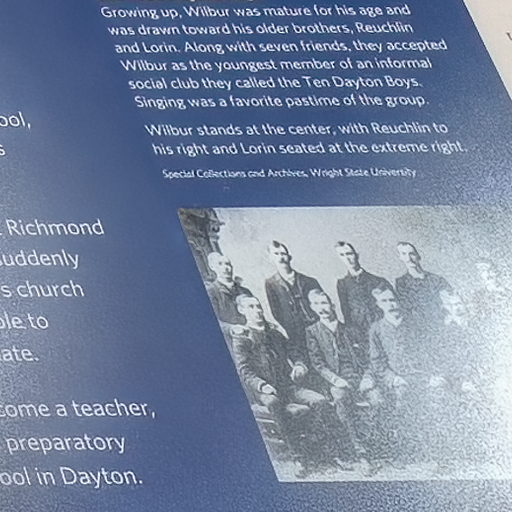 Growing up, Wilbur was mature for his age and
was drawn toward his older brothers, Reuchlin
and Lorin. Along with seven friends, they accepted
Wilbur as the youngest member of an informal
social club they called the Ten Dayton Boys.
Singing was a favorite pastime of the group.
Wilbur stands at the center, with Reuchlin to
his right and Lorin seated at the extreme right.
Special Collections and Archives, Wright State University
ool,
s
Richmond
suddenly
s church
ble to
ate.
come a teacher,
preparatory
ool in Dayton.